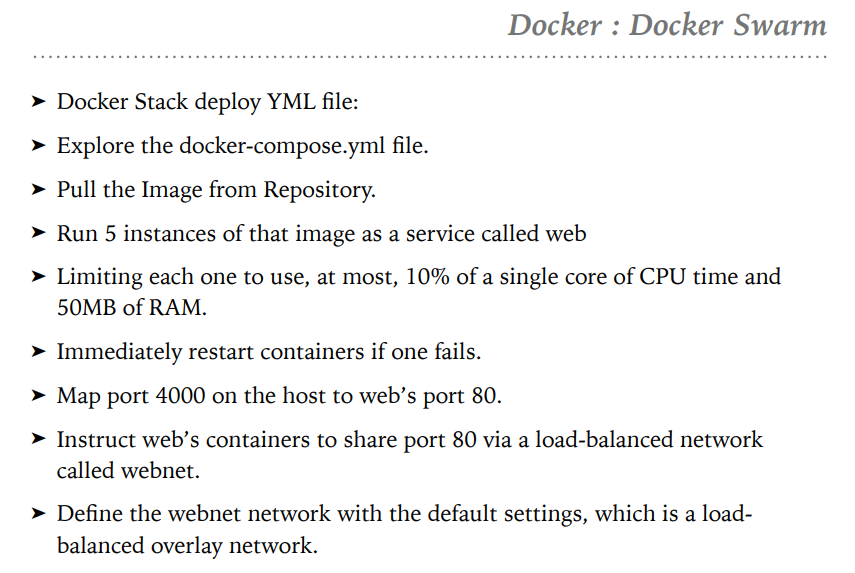 Docker : Docker Swarm
➤ Docker Stack deploy YML file:
➤ Explore the docker-compose.yml file.
➤ Pull the Image from Repository.
➤ Run 5 instances of that image as a service called web
➤ Limiting each one to use, at most, 10% of a single core of CPU time and
50MB of RAM.
➤ Immediately restart containers if one fails.
➤ Map port 4000 on the host to web’s port 80.
➤ Instruct web’s containers to share port 80 via a load-balanced network
called webnet.
➤ Define the webnet network with the default settings, which is a load-
balanced overlay network.